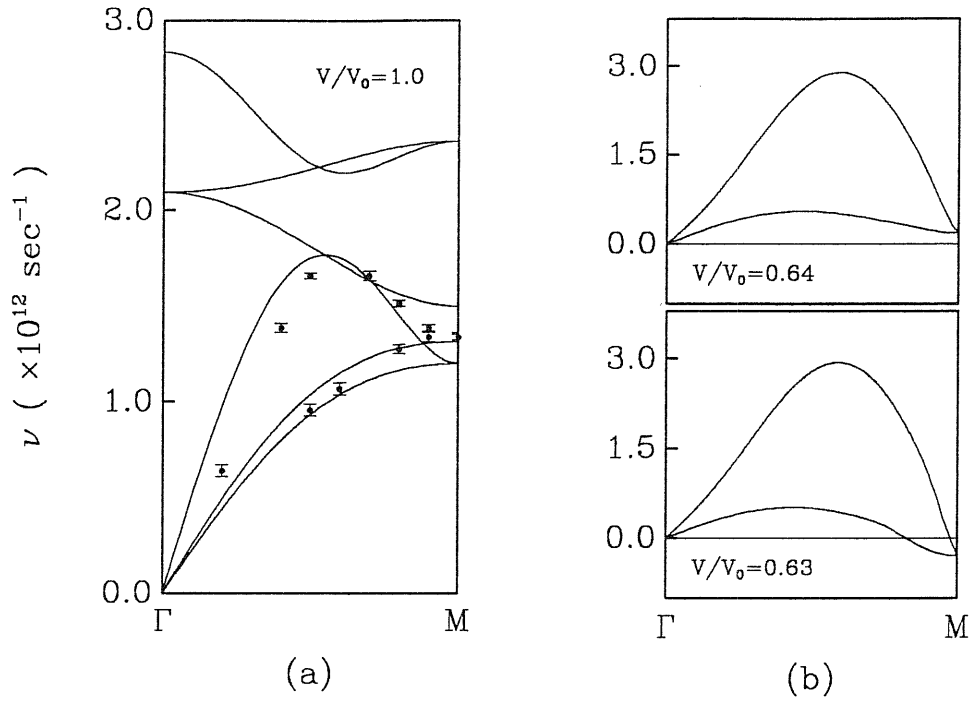 ν ( ×10¹² sec⁻¹ )
3.0
2.0
1.0
0.0
V/V₀=1.0
Γ M
(a)
3.0
1.5
0.0
V/V₀=0.64
3.0
1.5
0.0
V/V₀=0.63
Γ M
(b)